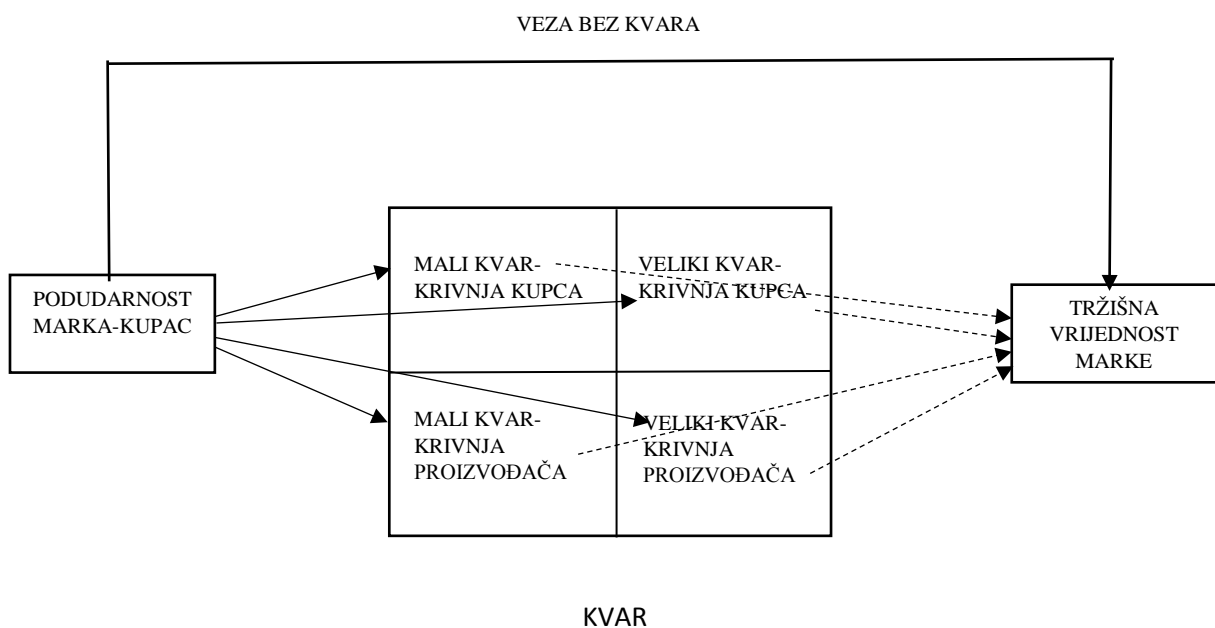 VEZA BEZ KVARA
PODUDARNOST
MARKA-KUPAC
MALI KVAR-
KRIVNJA KUPCA
VELIKI KVAR-
KRIVNJA KUPCA
MALI KVAR-
KRIVNJA
PROIZVOĐAČA
VELIKI KVAR-
KRIVNJA
PROIZVOĐAČA
TRŽIŠNA
VRIJEDNOST
MARKE
KVAR